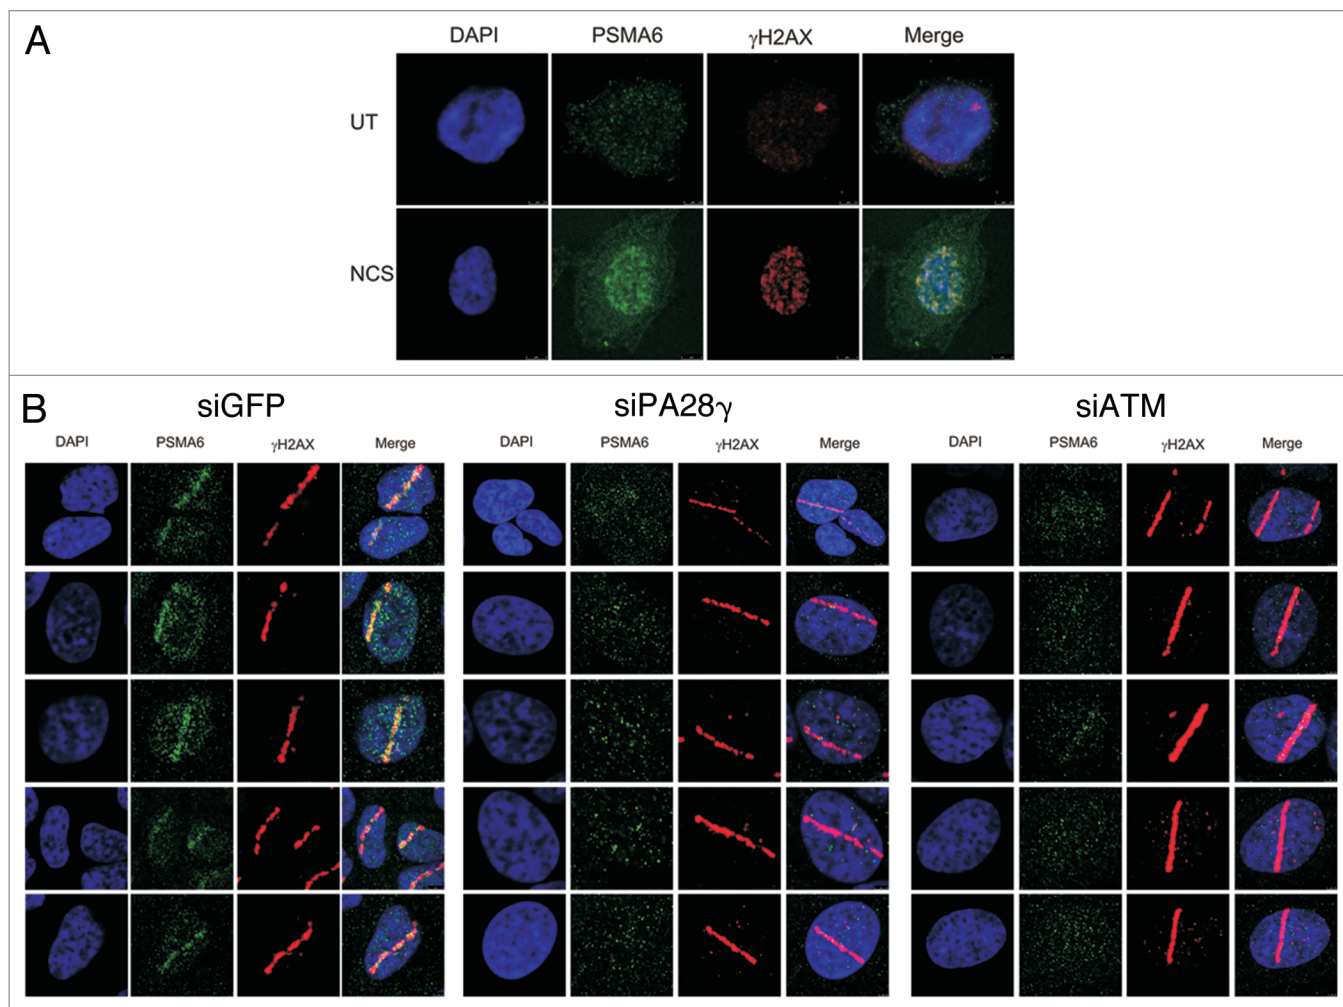 A
DAPI PSMA6 γH2AX Merge
UT
NCS
B
siGFP siPA28γ siATM
DAPI PSMA6 γH2AX Merge DAPI PSMA6 γH2AX Merge DAPI PSMA6 γH2AX Merge